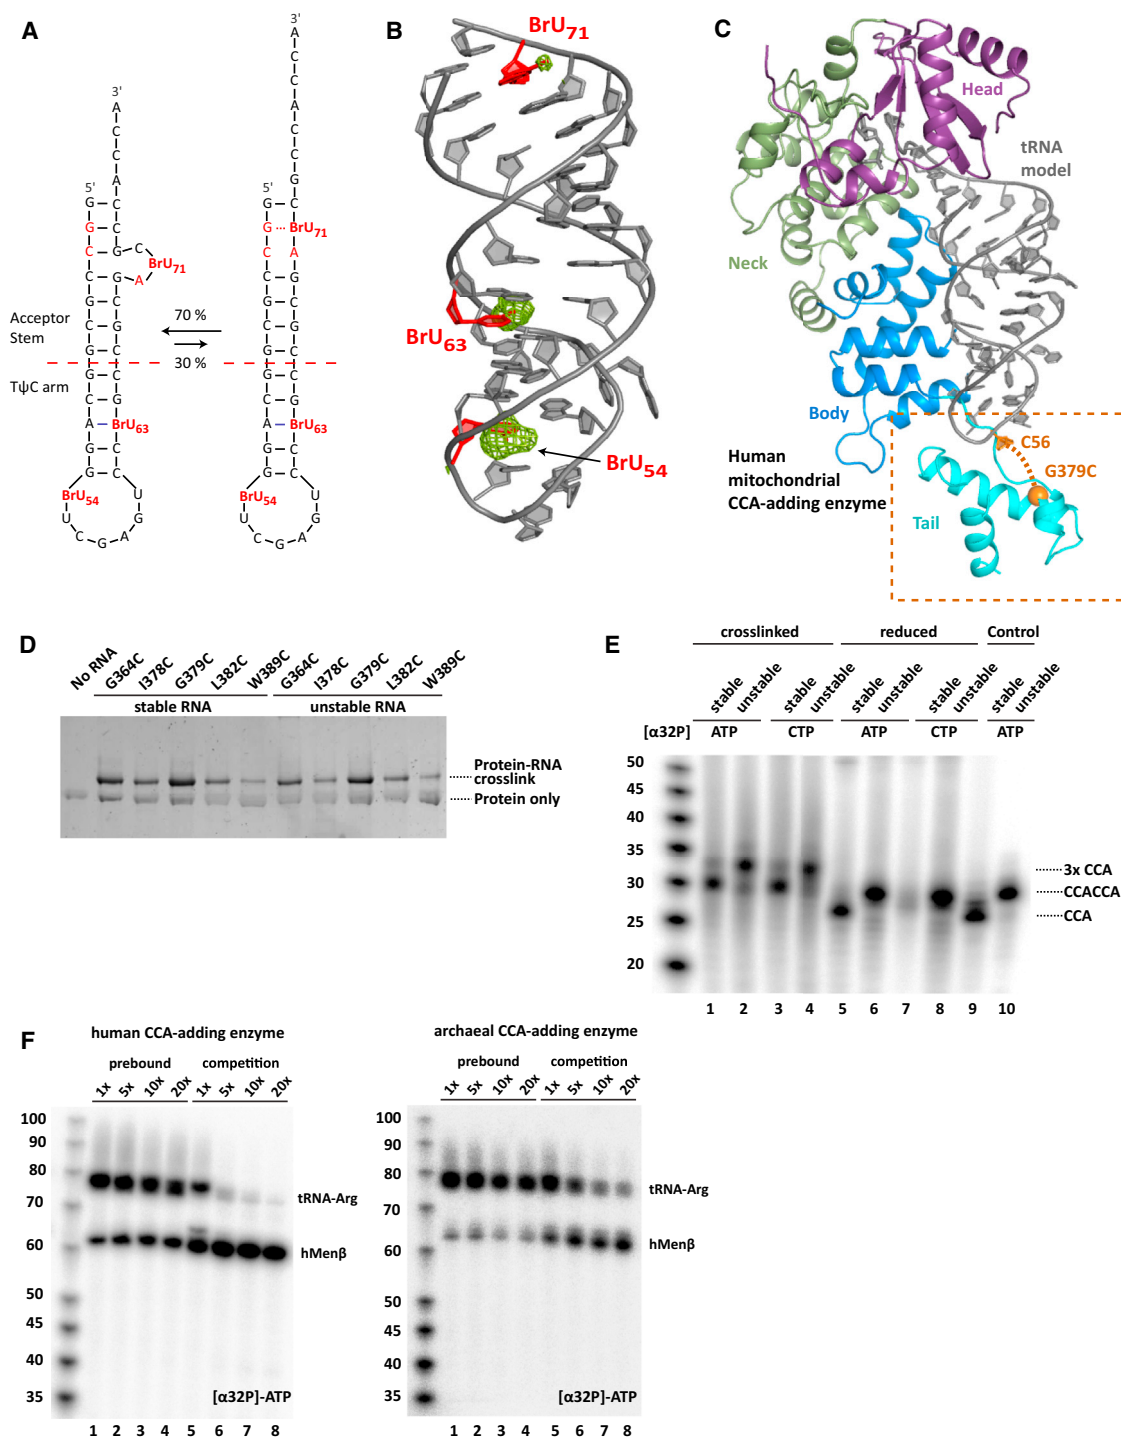 A
3'
A
C
C
A
C
C
G
5'
G
G
C
C
G
C
G
G
C
A
G
G
BrU54
U
C
G
A
G
U
C
C
BrU63
G
C
C
G
C
G
A
BrU71
C
Acceptor
Stem
TψC arm
70 %
30 %
3'
A
C
C
A
C
C
G
C
BrU71
A
G
C
G
C
C
G
BrU63
C
C
U
G
A
G
C
U
BrU54
G
G
A
C
G
G
C
G
C
C
G
G
5'
B
BrU71
BrU63
BrU54
C
Head
tRNA
model
Neck
Body
C56
G379C
Human
mitochondrial
CCA-adding enzyme
Tail
D
No RNA G364C I378C G379C L382C W389C G364C I378C G379C L382C W389C
stable RNA unstable RNA
Protein-RNA
crosslink
Protein only
E
crosslinked reduced Control
stable unstable stable unstable stable unstable stable unstable stable unstable
[α32P] ATP CTP ATP CTP ATP
50
45
40
35
30
25
20
3x CCA
CCACCA
CCA
1 2 3 4 5 6 7 8 9 10
F
human CCA-adding enzyme
prebound competition
1x 5x 10x 20x 1x 5x 10x 20x
100
90
80
70
60
50
45
40
35
tRNA-Arg
hMenβ
[α32P]-ATP
1 2 3 4 5 6 7 8
archaeal CCA-adding enzyme
prebound competition
1x 5x 10x 20x 1x 5x 10x 20x
100
90
80
70
60
50
45
40
35
tRNA-Arg
hMenβ
[α32P]-ATP
1 2 3 4 5 6 7 8